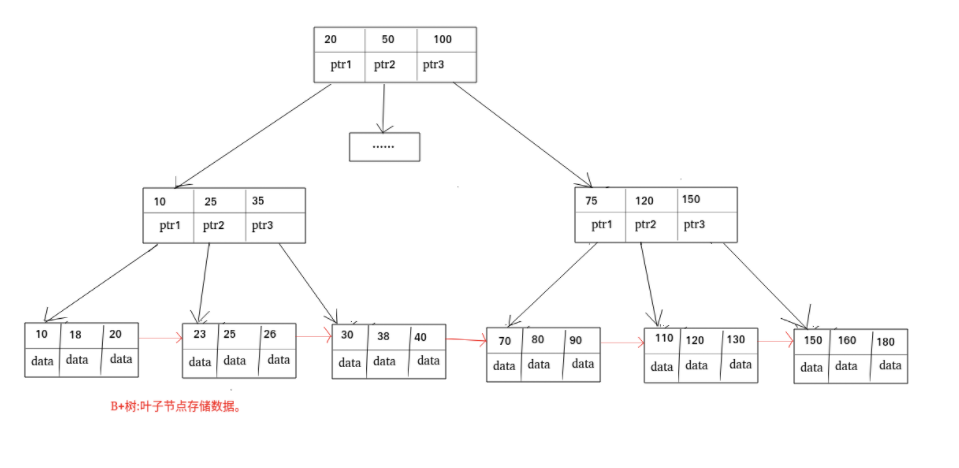 20 50 100
ptr1 ptr2 ptr3
······
10 25 35
ptr1 ptr2 ptr3
75 120 150
ptr1 ptr2 ptr3
10 18 20
data data data
23 25 26
data data data
30 38 40
data data data
70 80 90
data data data
110 120 130
data data data
150 160 180
data data data
B+树:叶子节点存储数据。